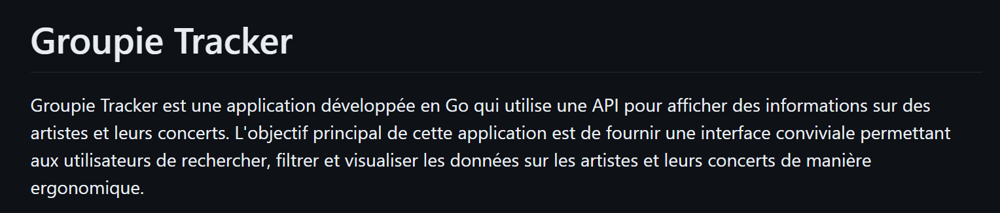 Groupie Tracker
Groupie Tracker est une application développée en Go qui utilise une API pour afficher des informations sur des
artistes et leurs concerts. L'objectif principal de cette application est de fournir une interface conviviale permettant
aux utilisateurs de rechercher, filtrer et visualiser les données sur les artistes et leurs concerts de manière
ergonomique.